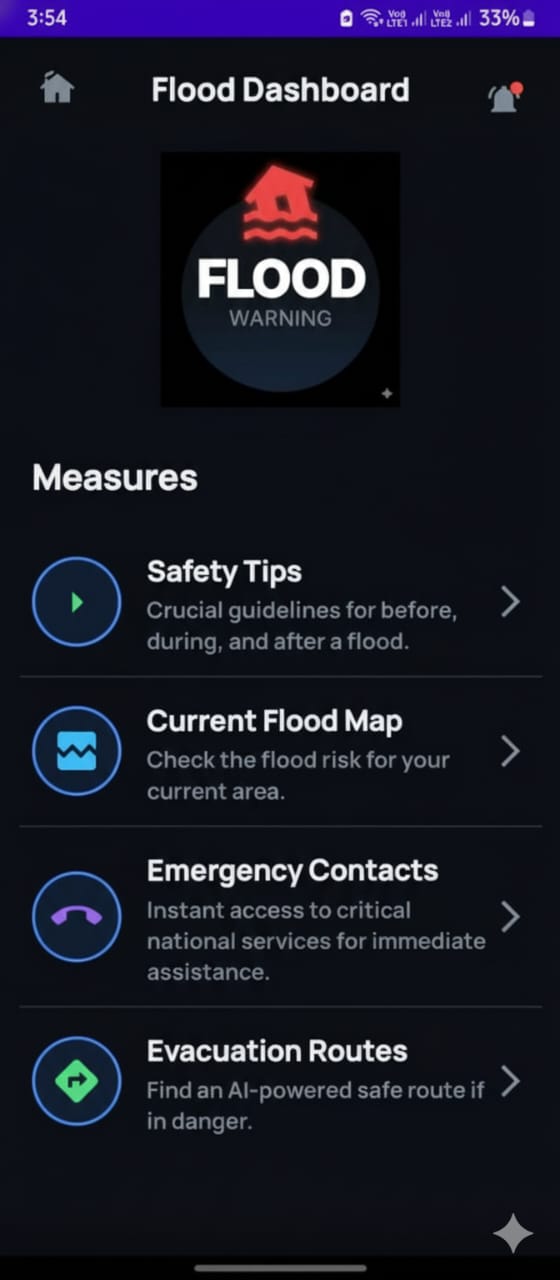 3:54
Vo)) LTE1 Vo)) LTE2 33%
Flood Dashboard
FLOOD
WARNING
Measures
Safety Tips
Crucial guidelines for before,
during, and after a flood.
Current Flood Map
Check the flood risk for your
current area.
Emergency Contacts
Instant access to critical
national services for immediate
assistance.
Evacuation Routes
Find an AI-powered safe route if
in danger.